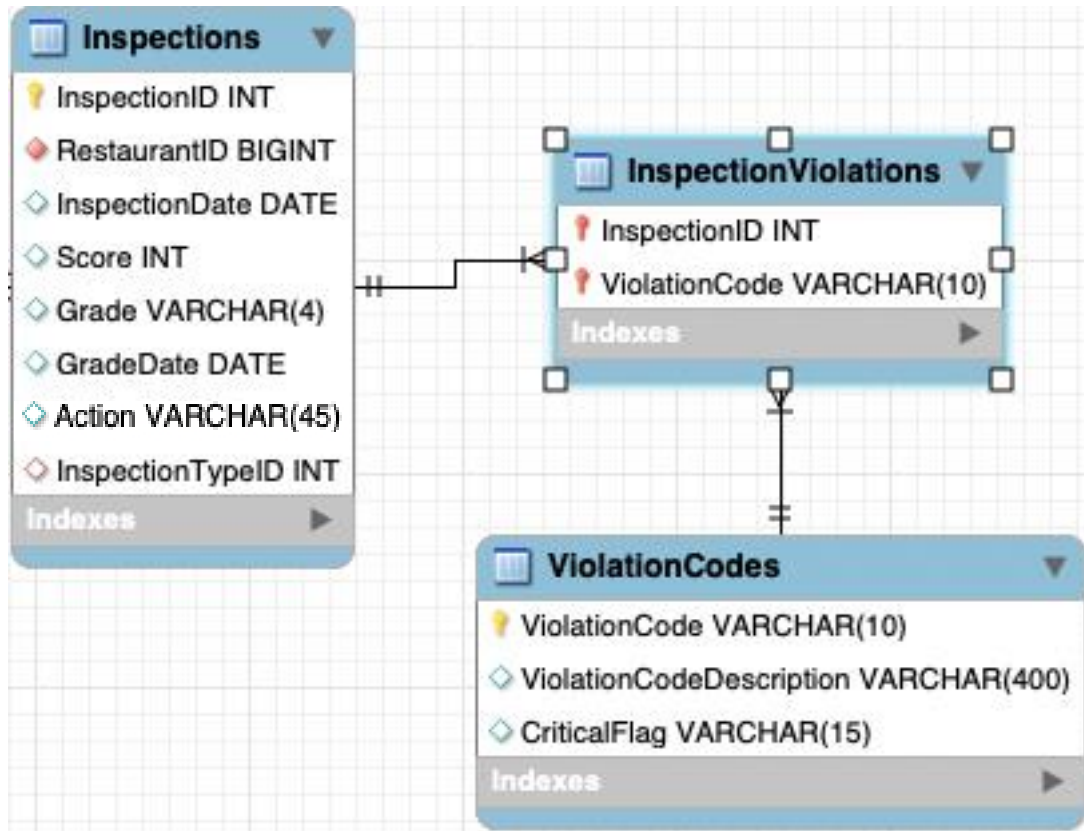 Inspections
InspectionID INT
RestaurantID BIGINT
InspectionDate DATE
Score INT
Grade VARCHAR(4)
GradeDate DATE
Action VARCHAR(45)
InspectionTypeID INT
Indexes
InspectionViolations
InspectionID INT
ViolationCode VARCHAR(10)
Indexes
ViolationCodes
ViolationCode VARCHAR(10)
ViolationCodeDescription VARCHAR(400)
CriticalFlag VARCHAR(15)
Indexes